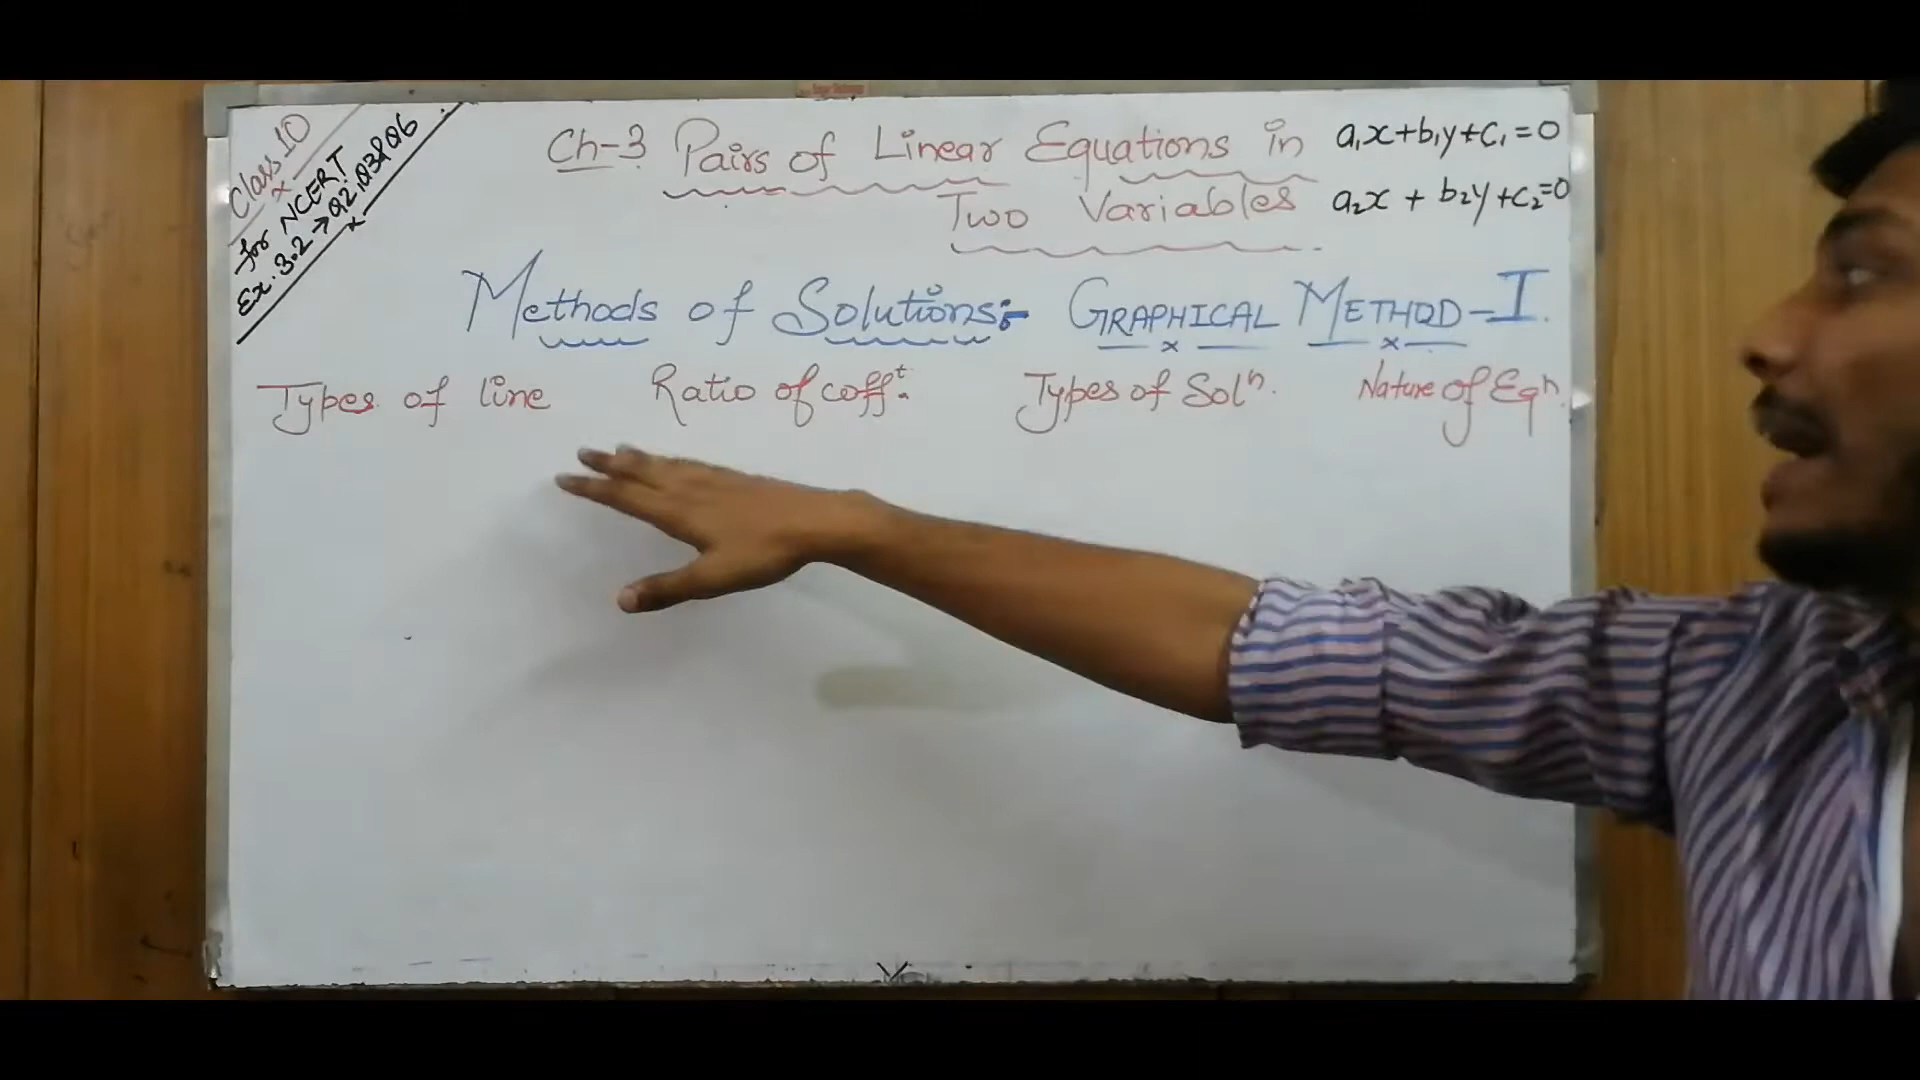 Class 10
for NCERT
Ex. 3.2 → Q2, Q3 & Q6
Ch-3 Pairs of Linear Equations in
Two Variables
a₁x+b₁y+c₁=0
a₂x + b₂y+c₂=0
Methods of Solutions:- GRAPHICAL METHOD-I.
Types of line Ratio of coffᵗ. Types of Solⁿ. Nature of Eqⁿ.